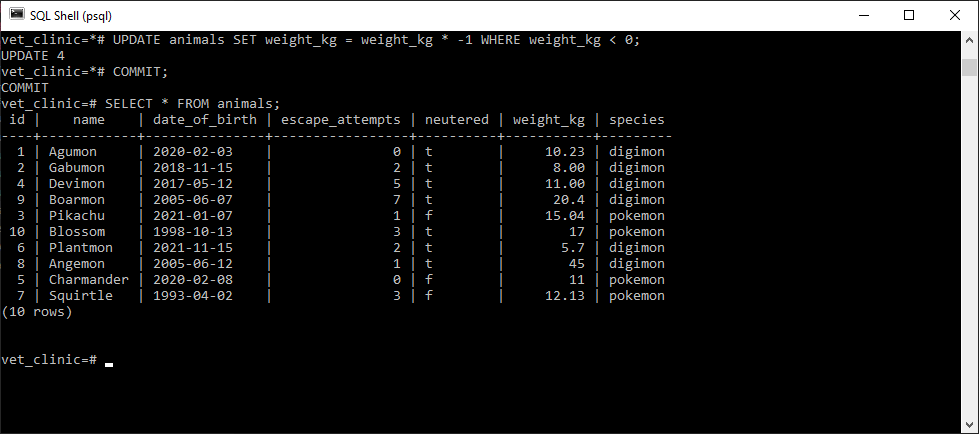 SQL Shell (psql)
vet_clinic=*# UPDATE animals SET weight_kg = weight_kg * -1 WHERE weight_kg < 0;
UPDATE 4
vet_clinic=*# COMMIT;
COMMIT
vet_clinic=# SELECT * FROM animals;
 id |    name    | date_of_birth | escape_attempts | neutered | weight_kg | species
----+------------+---------------+-----------------+----------+-----------+---------
  1 | Agumon     | 2020-02-03    |               0 | t        |     10.23 | digimon
  2 | Gabumon    | 2018-11-15    |               2 | t        |      8.00 | digimon
  4 | Devimon    | 2017-05-12    |               5 | t        |     11.00 | digimon
  9 | Boarmon    | 2005-06-07    |               7 | t        |      20.4 | digimon
  3 | Pikachu    | 2021-01-07    |               1 | f        |     15.04 | pokemon
 10 | Blossom    | 1998-10-13    |               3 | t        |        17 | pokemon
  6 | Plantmon   | 2021-11-15    |               2 | t        |       5.7 | digimon
  8 | Angemon    | 2005-06-12    |               1 | t        |        45 | digimon
  5 | Charmander | 2020-02-08    |               0 | f        |        11 | pokemon
  7 | Squirtle   | 1993-04-02    |               3 | f        |     12.13 | pokemon
(10 rows)
vet_clinic=#